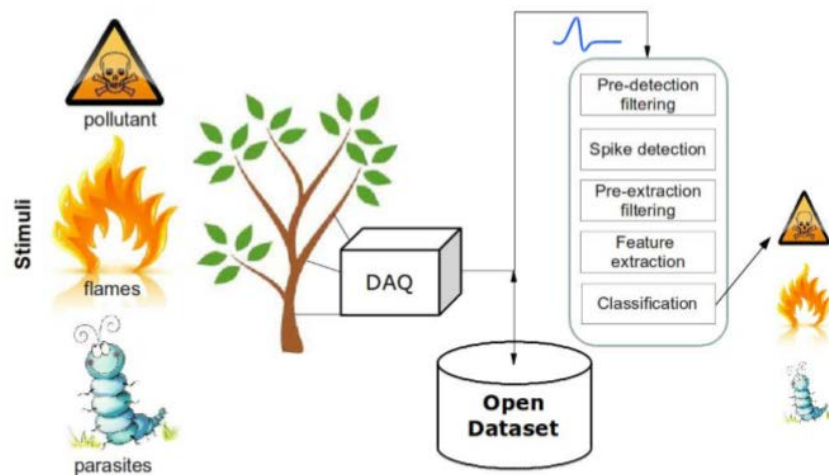 Stimuli
pollutant
flames
parasites
DAQ
Open
Dataset
Pre-detection
filtering
Spike detection
Pre-extraction
filtering
Feature
extraction
Classification